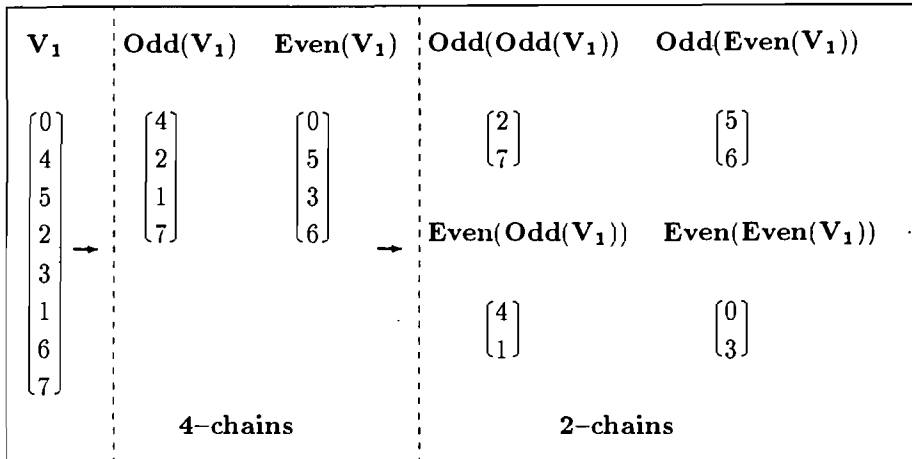 V₁ Odd(V₁) Even(V₁) Odd(Odd(V₁)) Odd(Even(V₁))
0 4 0 2 5
4 2 5 7 6
5 1 3
2 7 6
Even(Odd(V₁)) Even(Even(V₁))
3
1 4 0
6 1 3
7
4–chains 2–chains